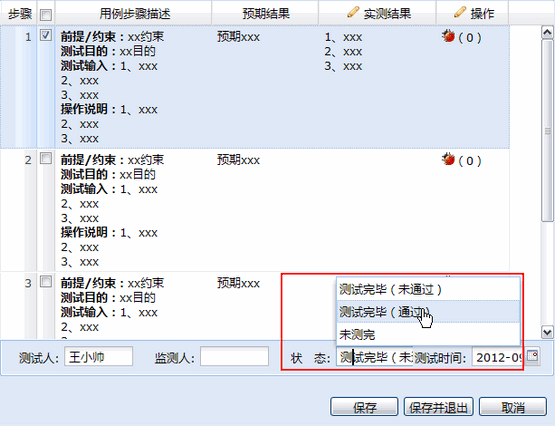 步骤 用例步骤描述 预期结果 实测结果 操作
1 前提/约束：xx约束 预期xxx 1、xxx （0）
测试目的：xx目的 2、xxx
测试输入：1、xxx 3、xxx
2、xxx
3、xxx
操作说明：1、xxx
2、xxx
3、xxx
2 前提/约束：xx约束 预期xxx （0）
测试目的：xx目的
测试输入：1、xxx
2、xxx
3、xxx
操作说明：1、xxx
2、xxx
3、xxx
3 前提/约束：xx约束 预期xxx
测试目的：xx目的
测试输入：1、xxx
2、xxx
测试完毕（未通过）
测试完毕（通过）
未测完
测试人： 王小帅 监测人： 状 态： 测试完毕（未 测试时间： 2012-09
保存 保存并退出 取消